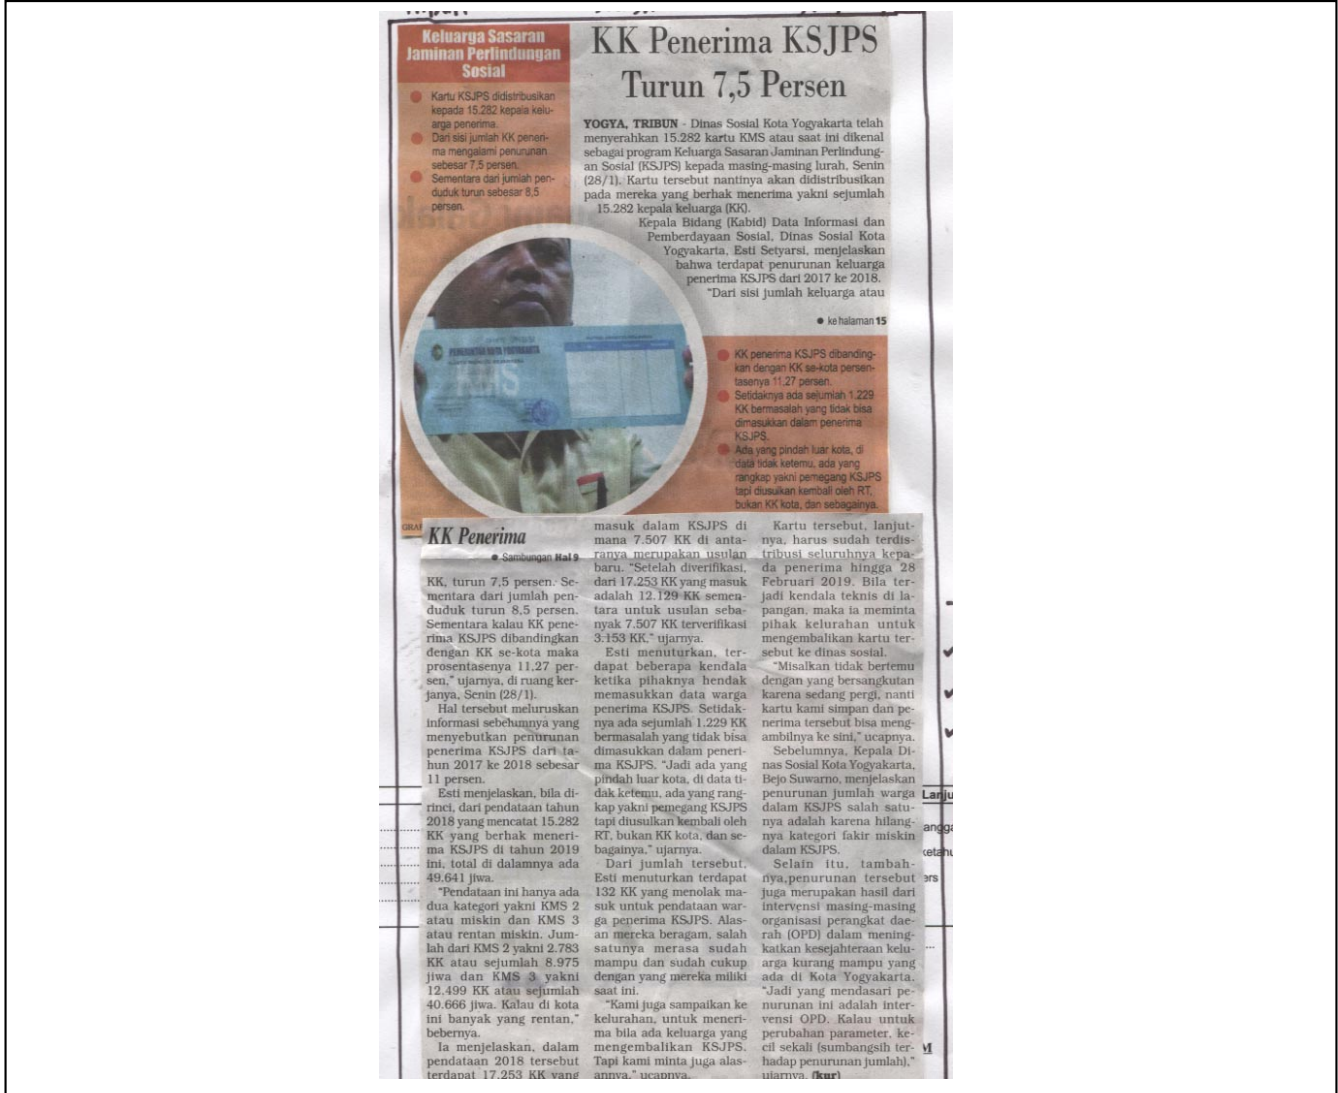 Keluarga Sasaran
Jaminan Perlindungan
Sosial
Kartu KSJPS didistribusikan
kepada 15.282 kepala kelu-
arga penerima.
Dari sisi jumlah KK peneri-
ma mengalami penurunan
sebesar 7,5 persen.
Sementara dari jumlah pen-
duduk turun sebesar 8,5
persen.
KK Penerima KSJPS
Turun 7,5 Persen
YOGYA, TRIBUN - Dinas Sosial Kota Yogyakarta telah
menyerahkan 15.282 kartu KMS atau saat ini dikenal
sebagai program Keluarga Sasaran Jaminan Perlindung-
an Sosial (KSJPS) kepada masing-masing lurah, Senin
(28/1). Kartu tersebut nantinya akan didistribusikan
pada mereka yang berhak menerima yakni sejumlah
15.282 kepala keluarga (KK).
Kepala Bidang (Kabid) Data Informasi dan
Pemberdayaan Sosial, Dinas Sosial Kota
Yogyakarta, Esti Setyarsi, menjelaskan
bahwa terdapat penurunan keluarga
penerima KSJPS dari 2017 ke 2018.
"Dari sisi jumlah keluarga atau
● ke halaman 15
PEMERINTAH KOTA YOGYAKARTA
KK penerima KSJPS dibanding-
kan dengan KK se-kota persen-
tasenya 11,27 persen.
Setidaknya ada sejumlah 1.229
KK bermasalah yang tidak bisa
dimasukkan dalam penerima
KSJPS.
Ada yang pindah luar kota, di
data tidak ketemu, ada yang
rangkap yakni pemegang KSJPS
tapi diusulkan kembali oleh RT,
bukan KK kota, dan sebagainya.
KK Penerima
● Sambungan Hal 9
KK, turun 7,5 persen. Se-
mentara dari jumlah pen-
duduk turun 8,5 persen.
Sementara kalau KK pene-
rima KSJPS dibandingkan
dengan KK se-kota maka
prosentasenya 11,27 per-
sen," ujarnya, di ruang ker-
janya, Senin (28/1).
Hal tersebut meluruskan
informasi sebelumnya yang
menyebutkan penurunan
penerima KSJPS dari ta-
hun 2017 ke 2018 sebesar
11 persen.
Esti menjelaskan, bila di-
rinci, dari pendataan tahun
2018 yang mencatat 15.282
KK yang berhak meneri-
ma KSJPS di tahun 2019
ini, total di dalamnya ada
49.641 jiwa.
"Pendataan ini hanya ada
dua kategori yakni KMS 2
atau miskin dan KMS 3
atau rentan miskin. Jum-
lah dari KMS 2 yakni 2.783
KK atau sejumlah 8.975
jiwa dan KMS 3 yakni
12.499 KK atau sejumlah
40.666 jiwa. Kalau di kota
ini banyak yang rentan,"
bebernya.
Ia menjelaskan, dalam
pendataan 2018 tersebut
terdapat 17.253 KK yang
masuk dalam KSJPS di
mana 7.507 KK di anta-
ranya merupakan usulan
baru. "Setelah diverifikasi,
dari 17.253 KK yang masuk
adalah 12.129 KK semen-
tara untuk usulan seba-
nyak 7.507 KK terverifikasi
3.153 KK," ujarnya.
Esti menuturkan, ter-
dapat beberapa kendala
ketika pihaknya hendak
memasukkan data warga
penerima KSJPS. Setidak-
nya ada sejumlah 1.229 KK
bermasalah yang tidak bisa
dimasukkan dalam peneri-
ma KSJPS. "Jadi ada yang
pindah luar kota, di data ti-
dak ketemu, ada yang rang-
kap yakni pemegang KSJPS
tapi diusulkan kembali oleh
RT, bukan KK kota, dan se-
bagainya," ujarnya.
Dari jumlah tersebut,
Esti menuturkan terdapat
132 KK yang menolak ma-
suk untuk pendataan war-
ga penerima KSJPS. Alas-
an mereka beragam, salah
satunya merasa sudah
mampu dan sudah cukup
dengan yang mereka miliki
saat ini.
"Kami juga sampaikan ke
kelurahan, untuk meneri-
ma bila ada keluarga yang
mengembalikan KSJPS.
Tapi kami minta juga alas-
annya," ucapnya.
Kartu tersebut, lanjut-
nya, harus sudah terdis-
tribusi seluruhnya kepa-
da penerima hingga 28
Februari 2019. Bila ter-
jadi kendala teknis di la-
pangan, maka ia meminta
pihak kelurahan untuk
mengembalikan kartu ter-
sebut ke dinas sosial.
"Misalkan tidak bertemu
dengan yang bersangkutan
karena sedang pergi, nanti
kartu kami simpan dan pe-
nerima tersebut bisa meng-
ambilnya ke sini," ucapnya.
Sebelumnya, Kepala Di-
nas Sosial Kota Yogyakarta,
Bejo Suwarno, menjelaskan
penurunan jumlah warga
dalam KSJPS salah satu-
nya adalah karena hilang-
nya kategori fakir miskin
dalam KSJPS.
Selain itu, tambah-
nya,penurunan tersebut
juga merupakan hasil dari
intervensi masing-masing
organisasi perangkat dae-
rah (OPD) dalam mening-
katkan kesejahteraan kelu-
arga kurang mampu yang
ada di Kota Yogyakarta.
"Jadi yang mendasari pe-
nurunan ini adalah inter-
vensi OPD. Kalau untuk
perubahan parameter, ke-
cil sekali (sumbangsih ter-
hadap penurunan jumlah),"
ujarnya. (kur)
Lanju
angga
ketahu
ers
M